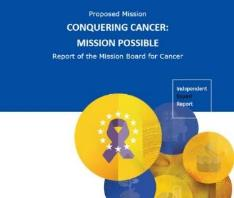 Proposed Mission
CONQUERING CANCER:
MISSION POSSIBLE
Report of the Mission Board for Cancer
Independent
Expert
Report